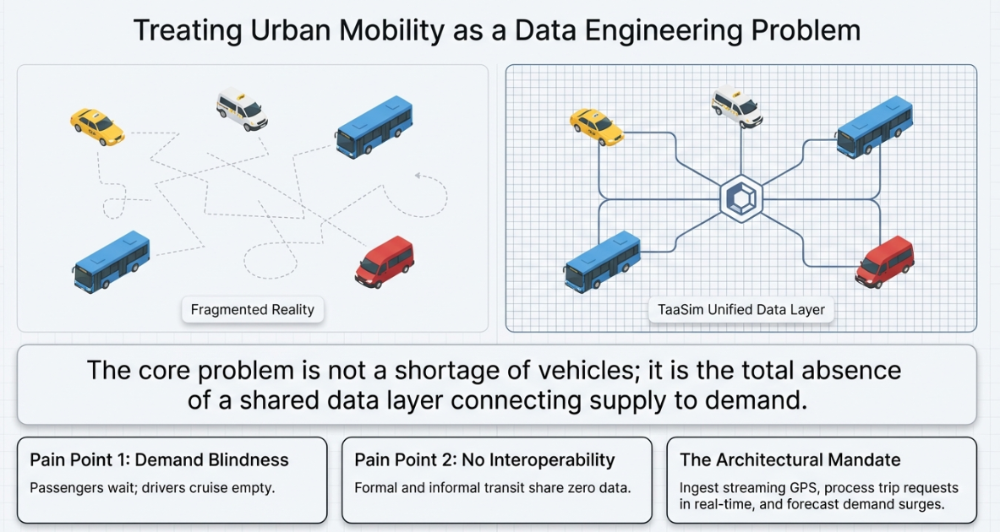 Treating Urban Mobility as a Data Engineering Problem
TAXI
Fragmented Reality
TaaSim Unified Data Layer
The core problem is not a shortage of vehicles; it is the total absence
of a shared data layer connecting supply to demand.
Pain Point 1: Demand Blindness
Passengers wait; drivers cruise empty.
Pain Point 2: No Interoperability
Formal and informal transit share zero data.
The Architectural Mandate
Ingest streaming GPS, process trip requests
in real-time, and forecast demand surges.